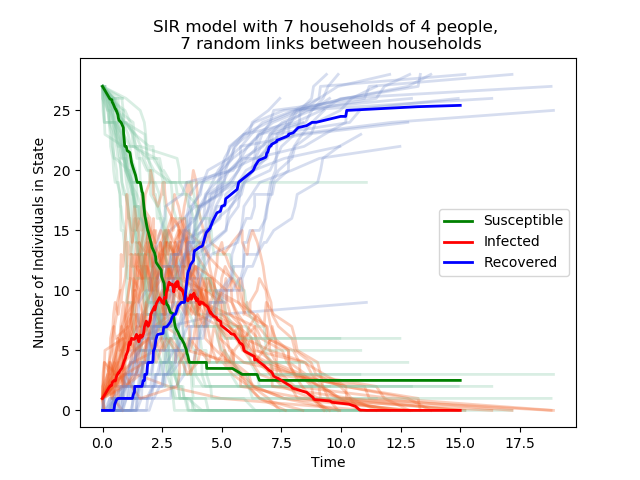 SIR model with 7 households of 4 people,
7 random links between households
Number of Individuals in State
25
20
15
10
5
0
Susceptible
Infected
Recovered
0.0 2.5 5.0 7.5 10.0 12.5 15.0 17.5
Time